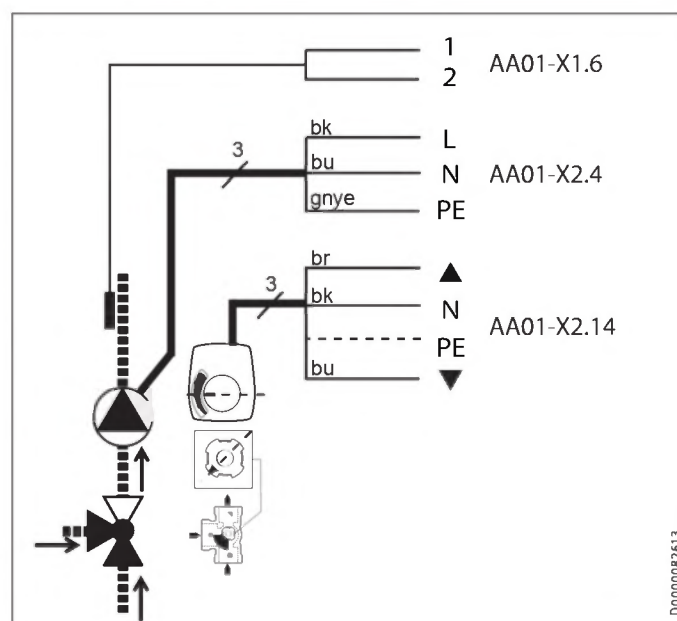 1
2
AA01-X1.6
bk
L
3
bu
N
AA01-X2.4
gnye
PE
br
▲
3
bk
N
AA01-X2.14
PE
bu
▼
D0000082613